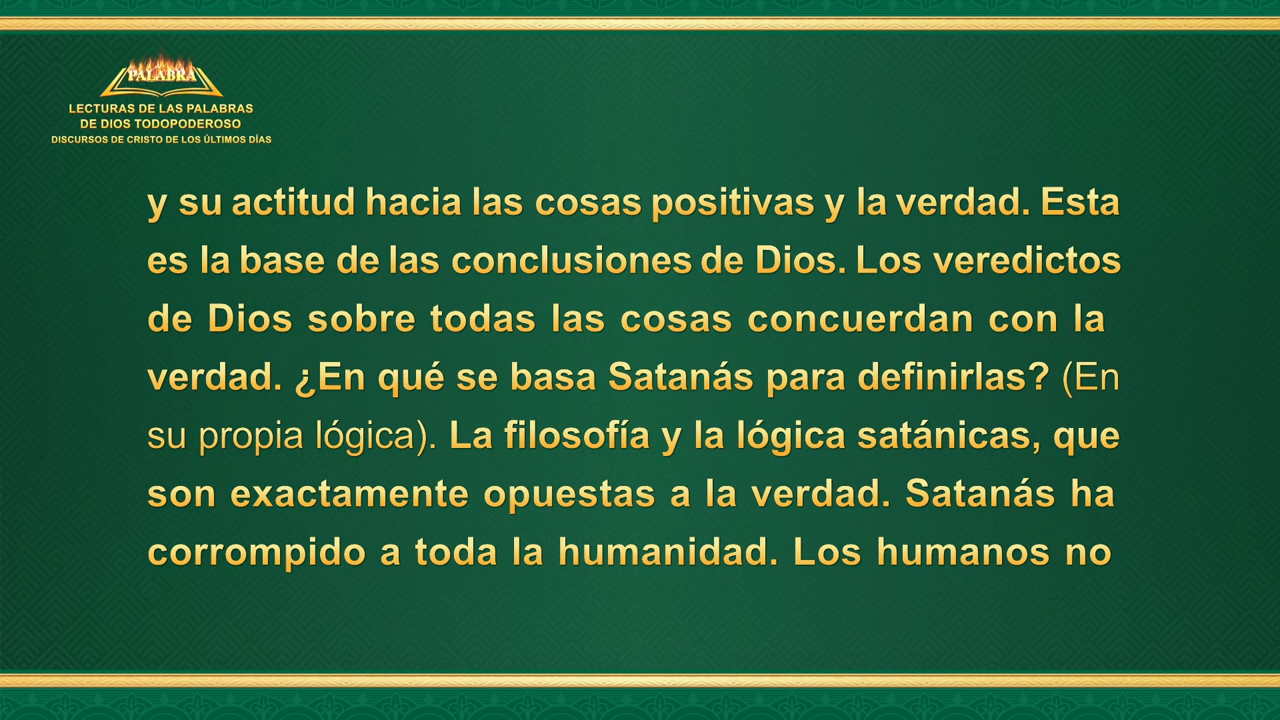 PALABRA
LECTURAS DE LAS PALABRAS
DE DIOS TODOPODEROSO
DISCURSOS DE CRISTO DE LOS ÚLTIMOS DÍAS
y su actitud hacia las cosas positivas y la verdad. Esta
es la base de las conclusiones de Dios. Los veredictos
de Dios sobre todas las cosas concuerdan con la
verdad. ¿En qué se basa Satanás para definirlas? (En
su propia lógica). La filosofía y la lógica satánicas, que
son exactamente opuestas a la verdad. Satanás ha
corrompido a toda la humanidad. Los humanos no